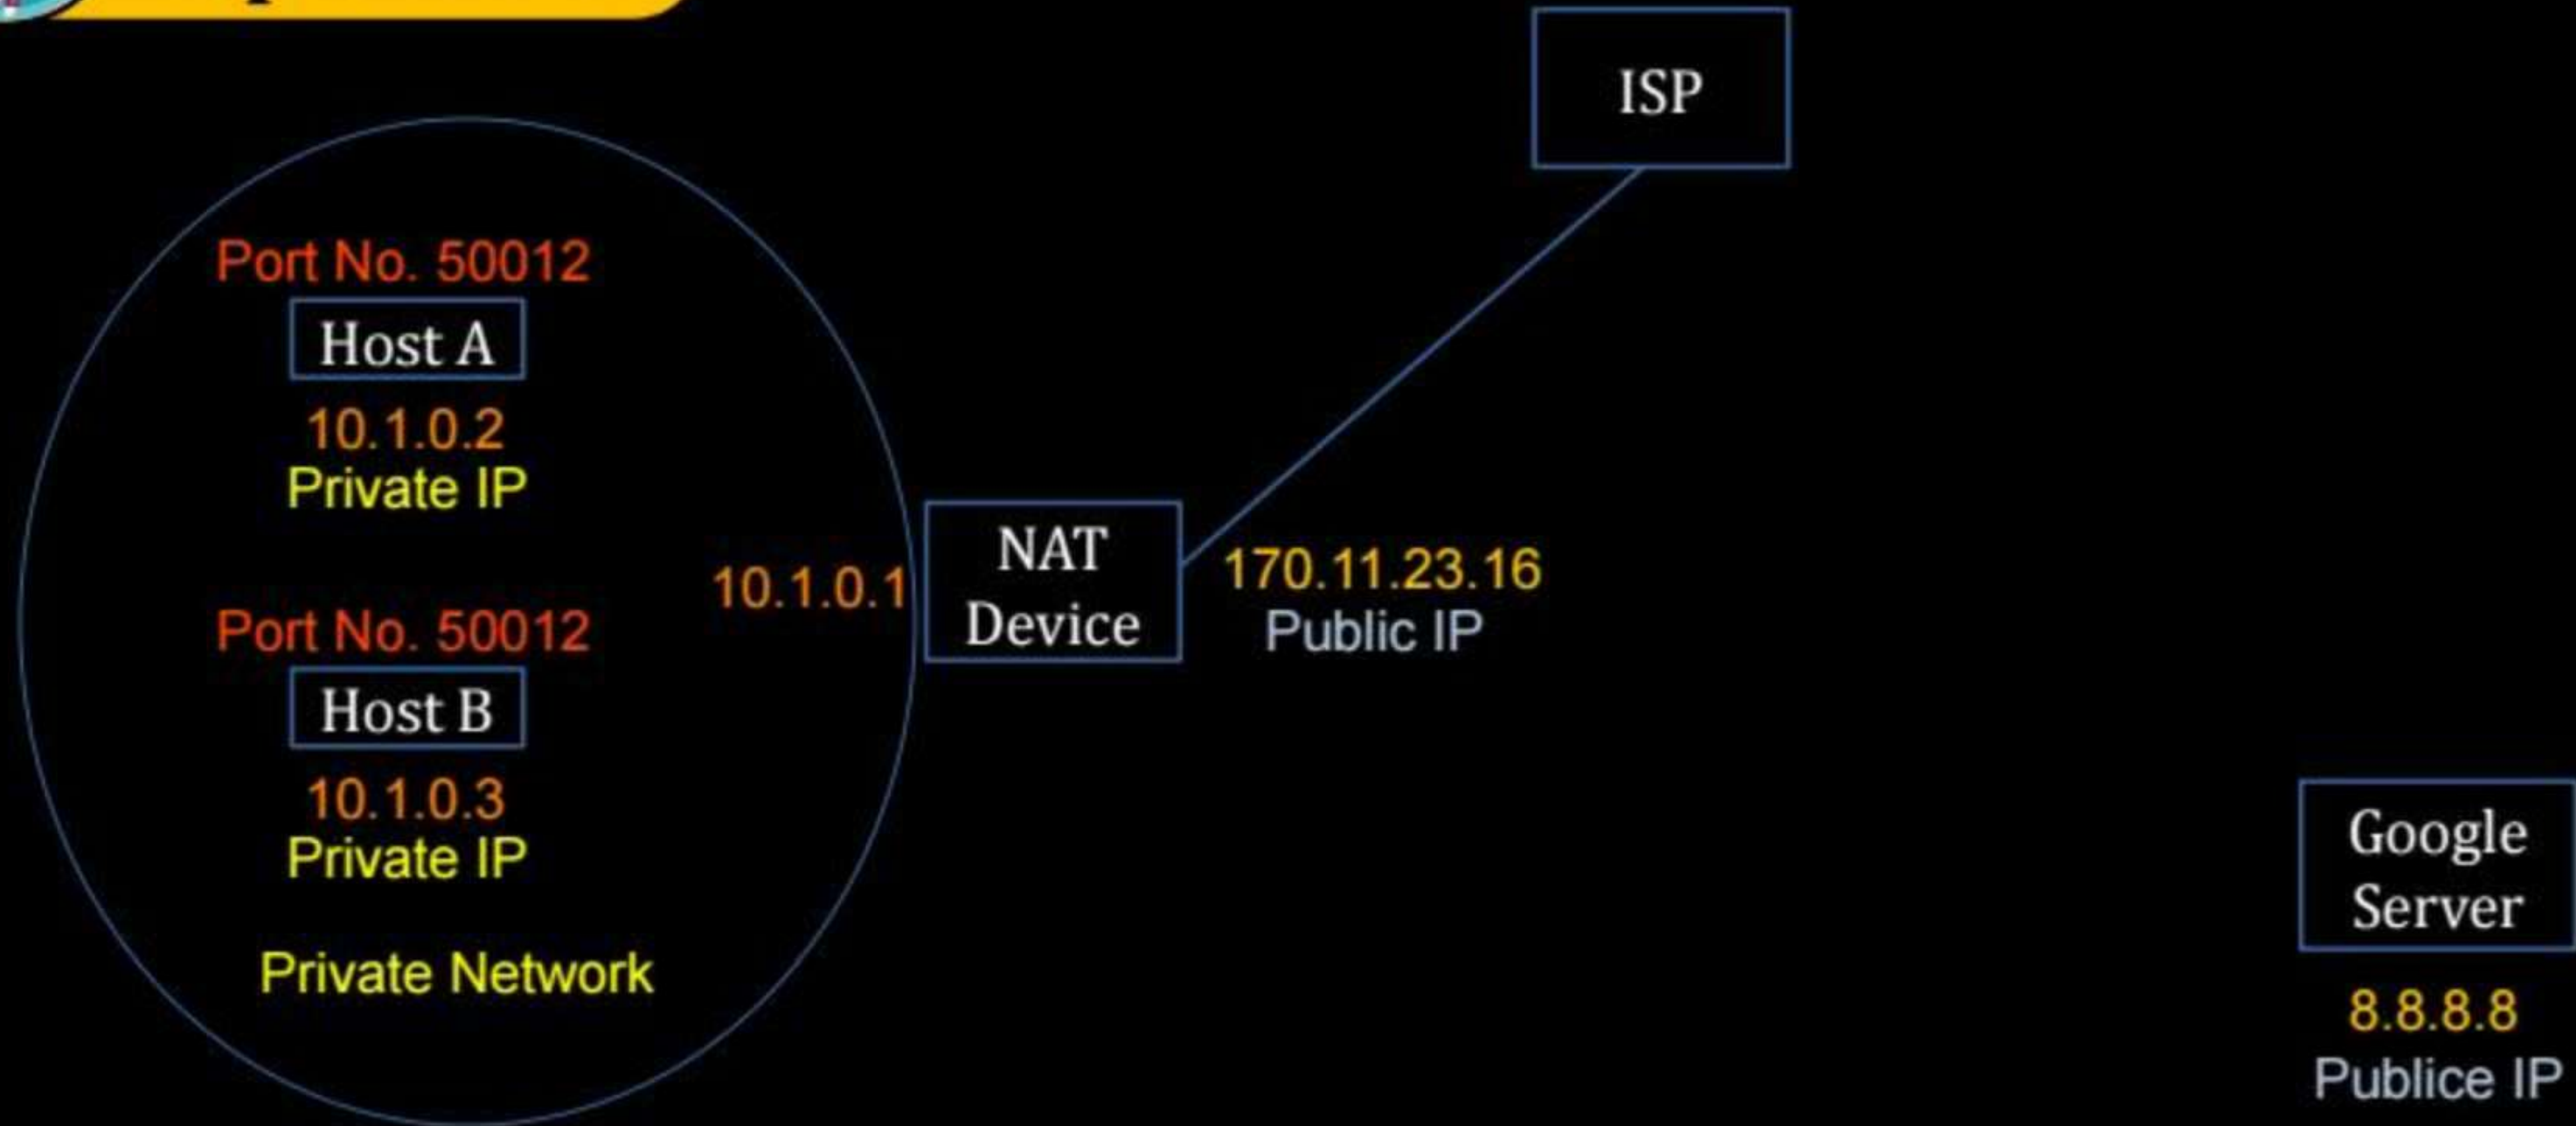 ISP
Port No. 50012
Host A
10.1.0.2
Private IP
Port No. 50012
Host B
10.1.0.3
Private IP
Private Network
10.1.0.1
NAT
Device
170.11.23.16
Public IP
Google
Server
8.8.8.8
Publice IP